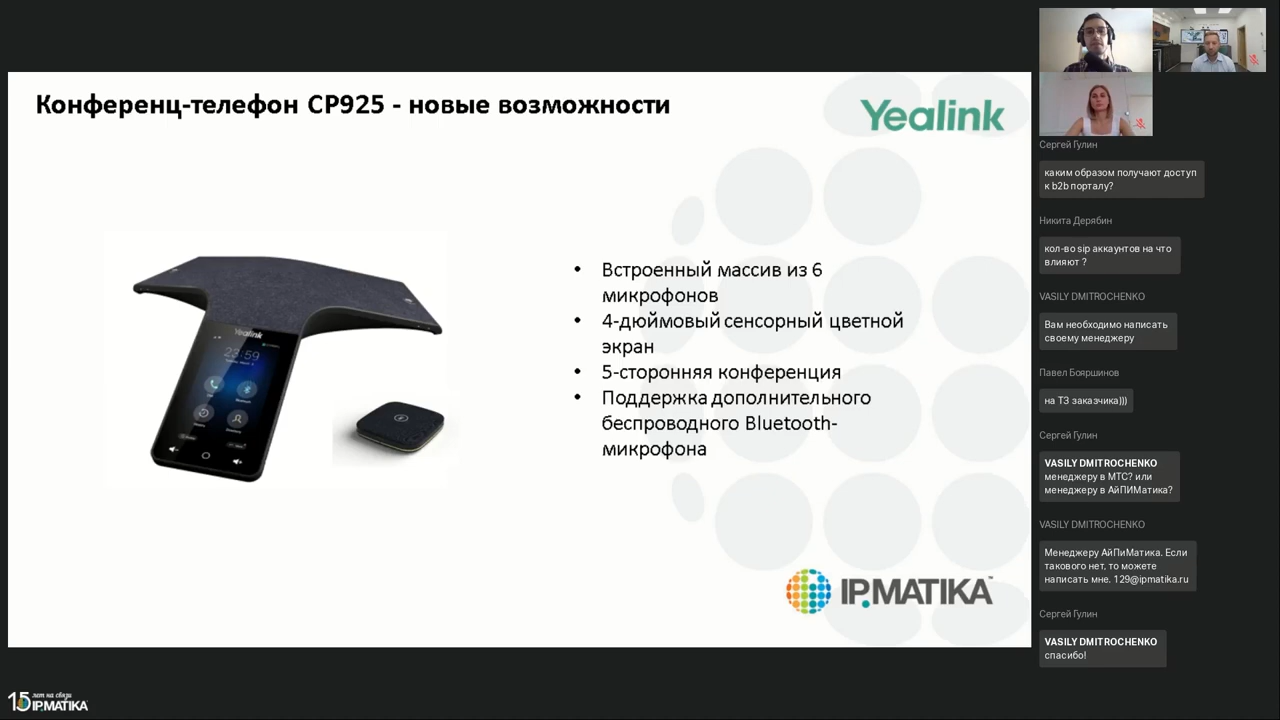 Конференц-телефон CP925 - новые возможности
Yealink
Yealink
23:59
• Встроенный массив из 6
микрофонов
• 4-дюймовый сенсорный цветной
экран
• 5-сторонняя конференция
• Поддержка дополнительного
беспроводного Bluetooth-
микрофона
IPMATIKA™
15 лет на связи
IPMATIKA
Сергей Гулин
каким образом получают доступ
к b2b порталу?
Никита Дерябин
кол-во sip аккаунтов на что
влияют ?
VASILY DMITROCHENKO
Вам необходимо написать
своему менеджеру
Павел Бояршинов
на ТЗ заказчика)))
Сергей Гулин
VASILY DMITROCHENKO
менеджеру в МТС? или
менеджеру в АйПИМатика?
VASILY DMITROCHENKO
Менеджеру АйПиМатика. Если
такового нет, то можете
написать мне. 129@ipmatika.ru
Сергей Гулин
VASILY DMITROCHENKO
спасибо!